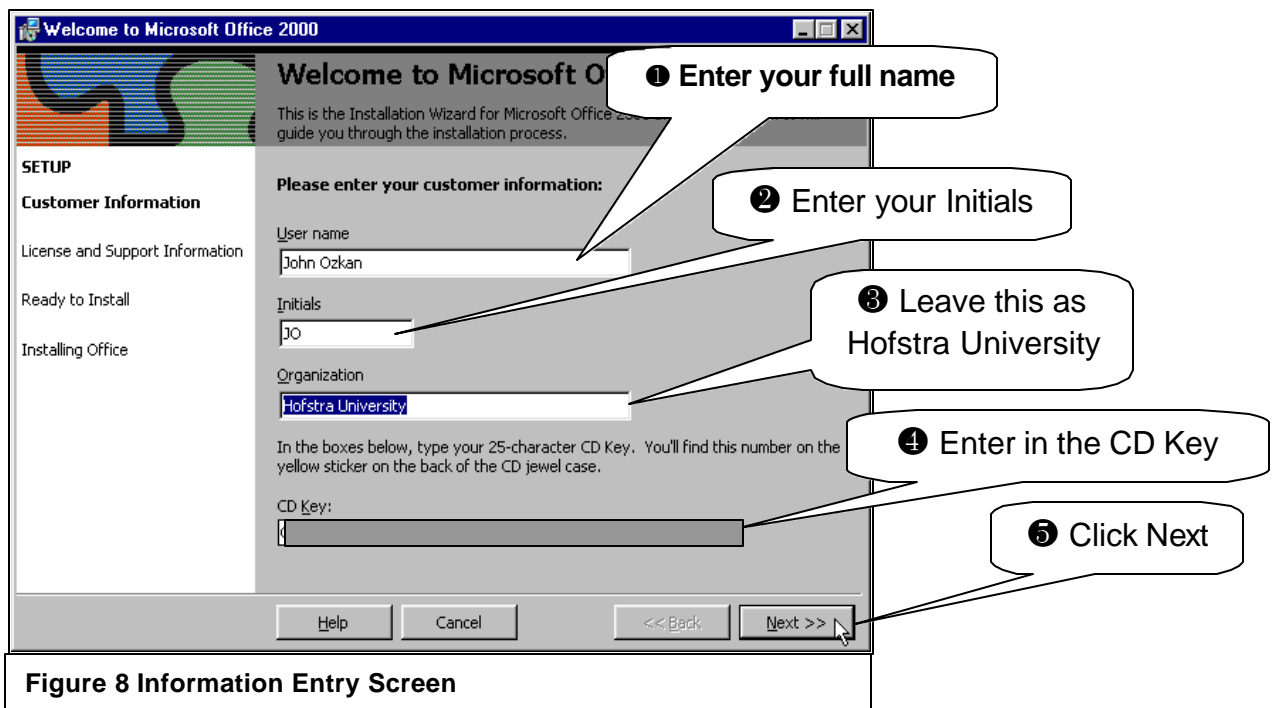 Welcome to Microsoft Office 2000
Welcome to Microsoft O
This is the Installation Wizard for Microsoft Office
guide you through the installation process.
SETUP
Customer Information
License and Support Information
Ready to Install
Installing Office
Please enter your customer information:
User name
John Ozkan
Initials
JO
Organization
Hofstra University
In the boxes below, type your 25-character CD Key. You'll find this number on the
yellow sticker on the back of the CD jewel case.
CD Key:
Help
Cancel
<< Back
Next >>
❶ Enter your full name
❷ Enter your Initials
❸ Leave this as
Hofstra University
❹ Enter in the CD Key
❺ Click Next
Figure 8 Information Entry Screen